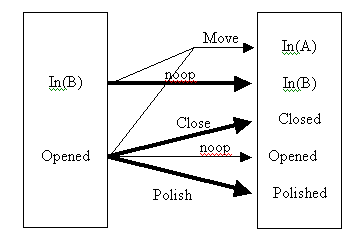 Move
In(A)
In(B)
noop
In(B)
Close
Closed
Opened
noop
Opened
Polish
Polished